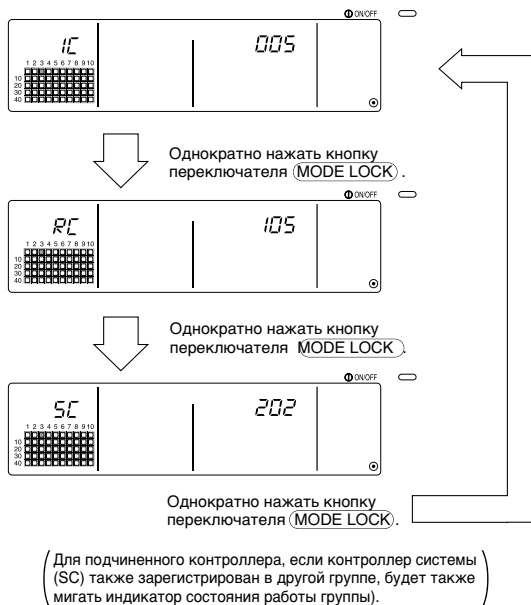 ON/OFF
IC 005
1 2 3 4 5 6 7 8 9 10
10
20
30
40
Однократно нажать кнопку
переключателя MODE LOCK .
ON/OFF
RC 105
1 2 3 4 5 6 7 8 9 10
10
20
30
40
Однократно нажать кнопку
переключателя MODE LOCK .
ON/OFF
SC 202
1 2 3 4 5 6 7 8 9 10
10
20
30
40
Однократно нажать кнопку
переключателя MODE LOCK.
Для подчиненного контроллера, если контроллер системы
(SC) также зарегистрирован в другой группе, будет также
мигать индикатор состояния работы группы).